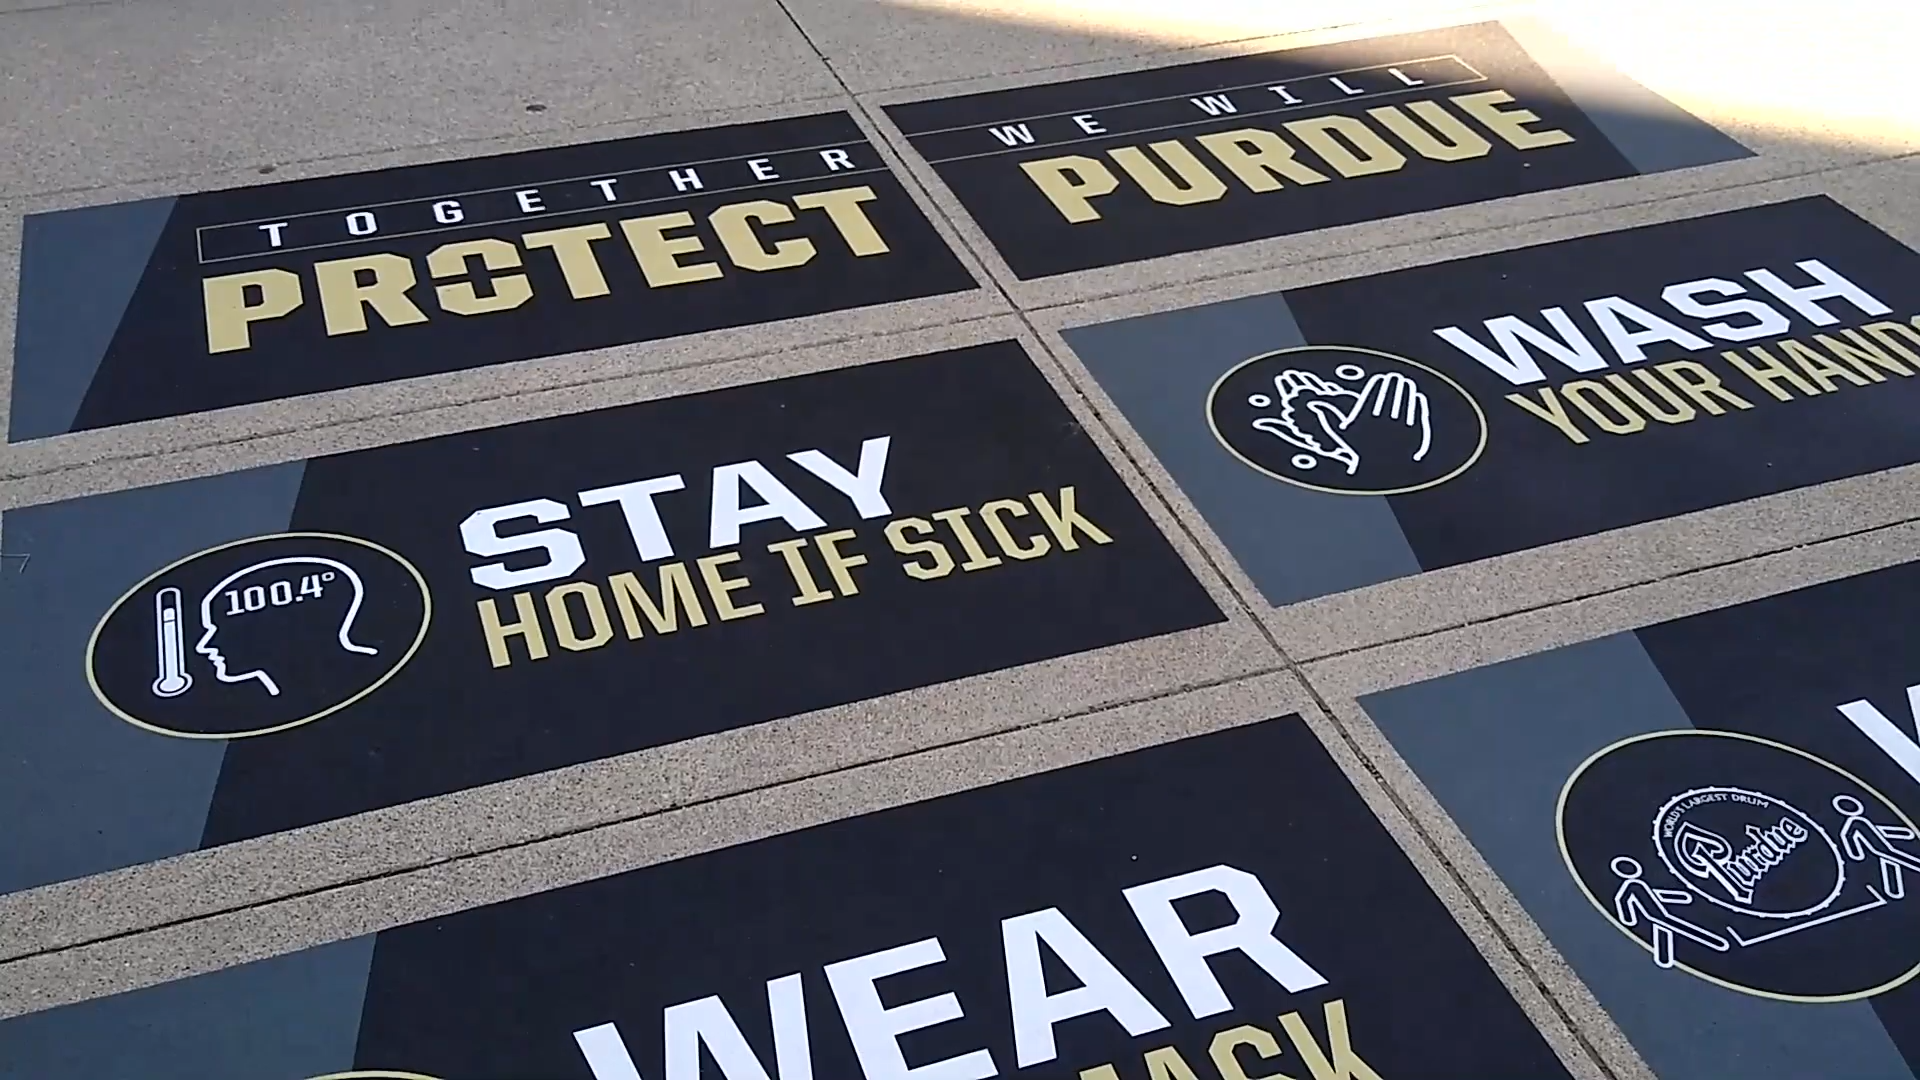 TOGETHER WE WILL
PROTECT PURDUE
STAY
HOME IF SICK
100.4°
WASH
YOUR HAND
WORLD'S LARGEST DRUM
Purdue
WEAR
MASK